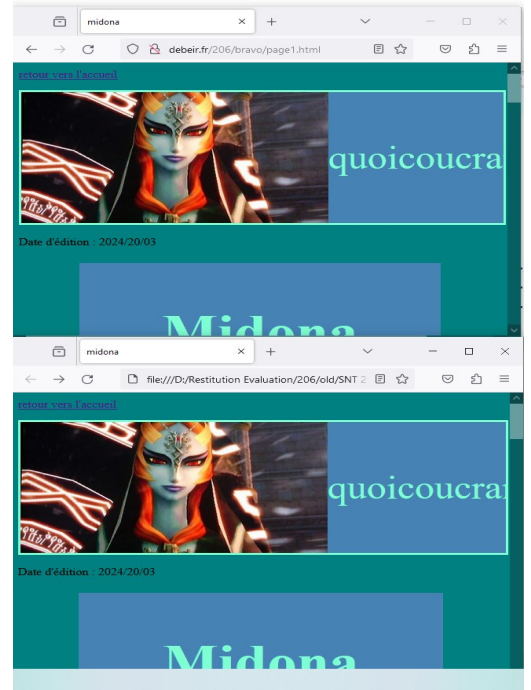 midona
debeir.fr/206/bravo/page1.html
retour vers l'accueil
quoicoucra
Date d'édition : 2024/20/03
Midona
midona
file:///D:/Restitution Evaluation/206/old/SNT 2
retour vers l'accueil
quoicoucra
Date d'édition : 2024/20/03
Midona